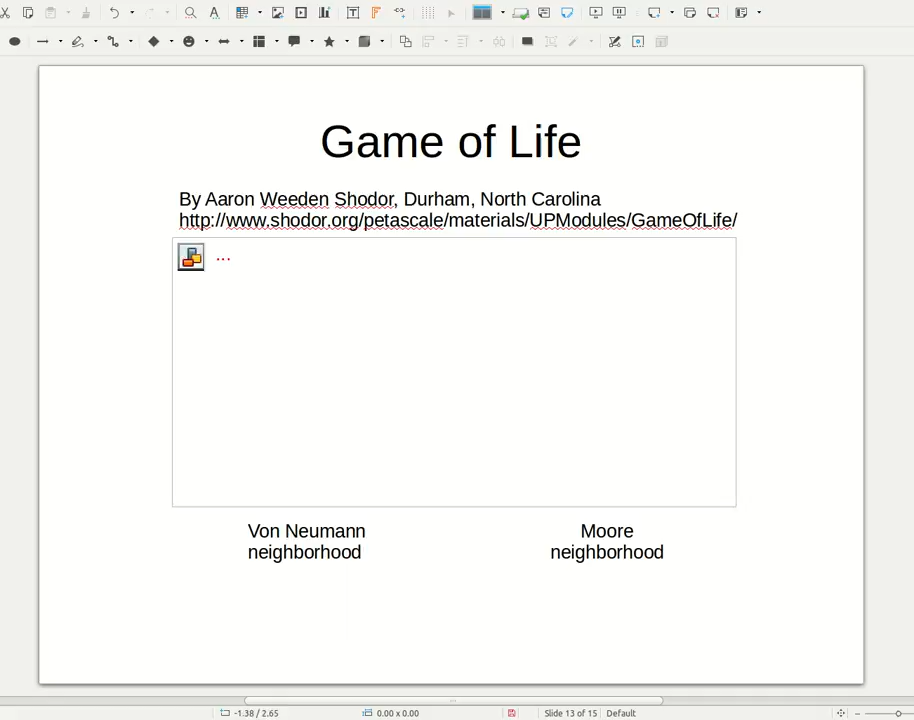 Game of Life
By Aaron Weeden Shodor, Durham, North Carolina
http://www.shodor.org/petascale/materials/UPModules/GameOfLife/
...
Von Neumann
neighborhood
Moore
neighborhood
-1.38 / 2.65
0.00 x 0.00
Slide 13 of 15
Default